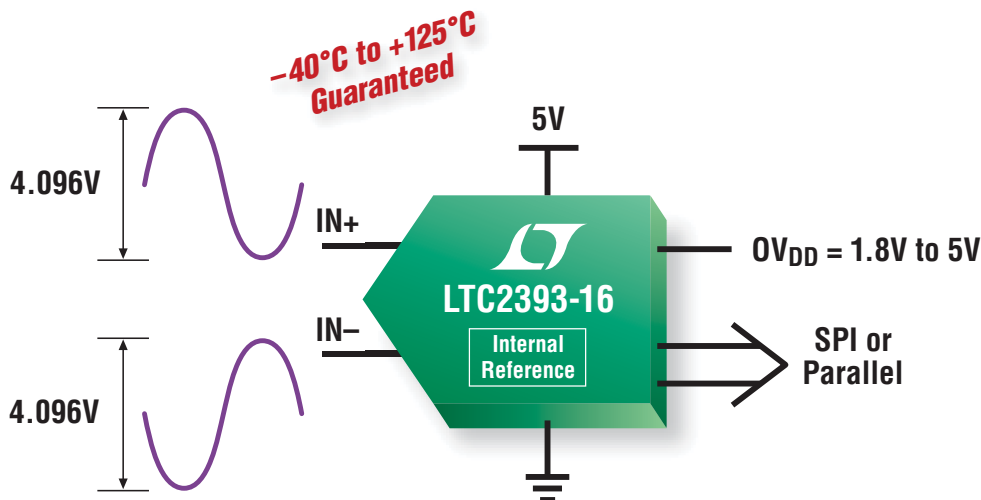 –40°C to +125°C
Guaranteed
5V
4.096V
IN+
OVDD = 1.8V to 5V
LTC2393-16
IN–
Internal
Reference
SPI or
Parallel
4.096V